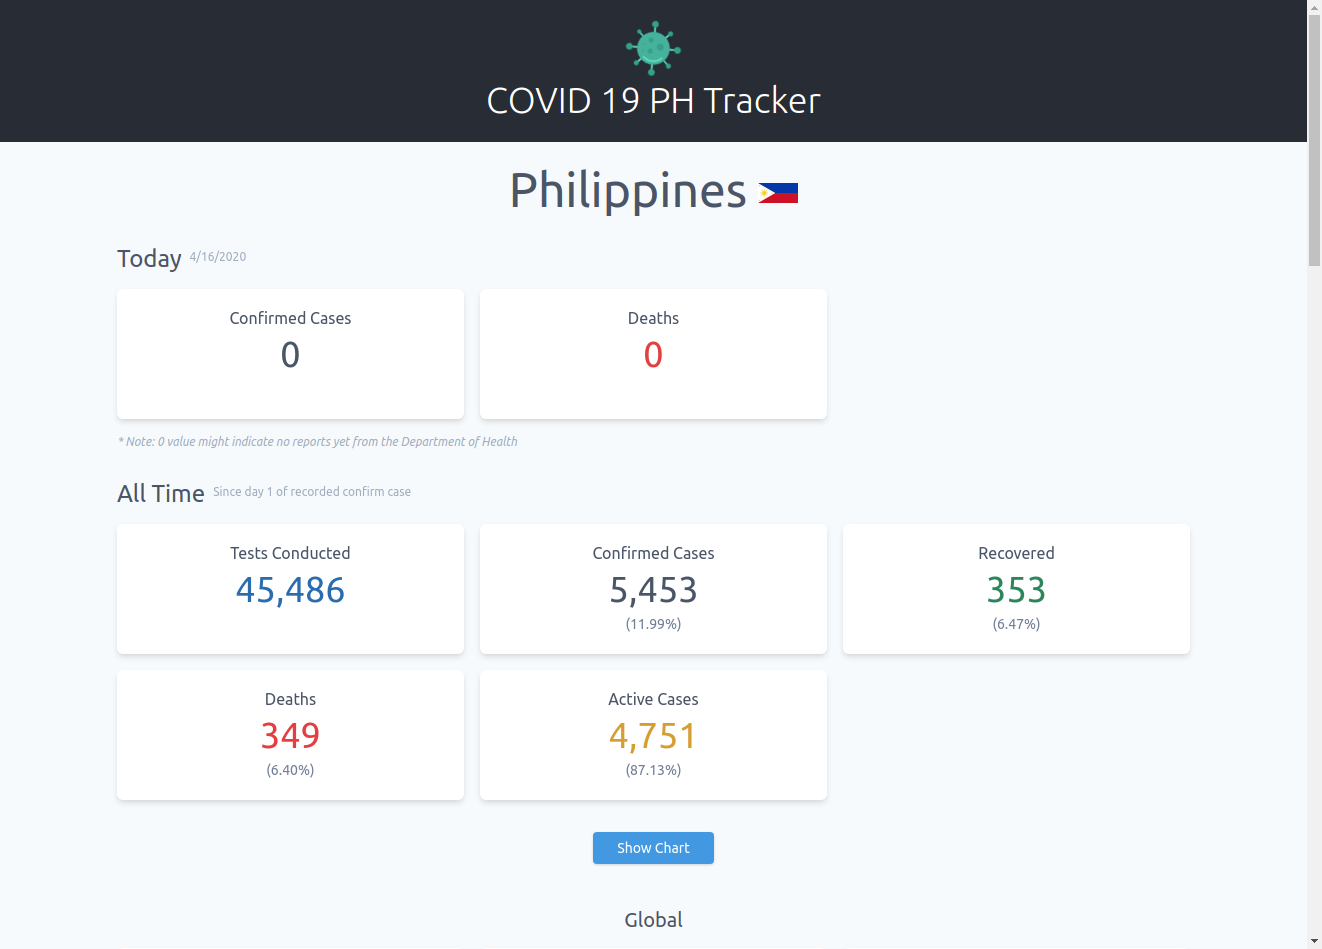 COVID 19 PH Tracker
Philippines
Today 4/16/2020
Confirmed Cases
0
Deaths
0
* Note: 0 value might indicate no reports yet from the Department of Health
All Time Since day 1 of recorded confirm case
Tests Conducted
45,486
Confirmed Cases
5,453
(11.99%)
Recovered
353
(6.47%)
Deaths
349
(6.40%)
Active Cases
4,751
(87.13%)
Show Chart
Global